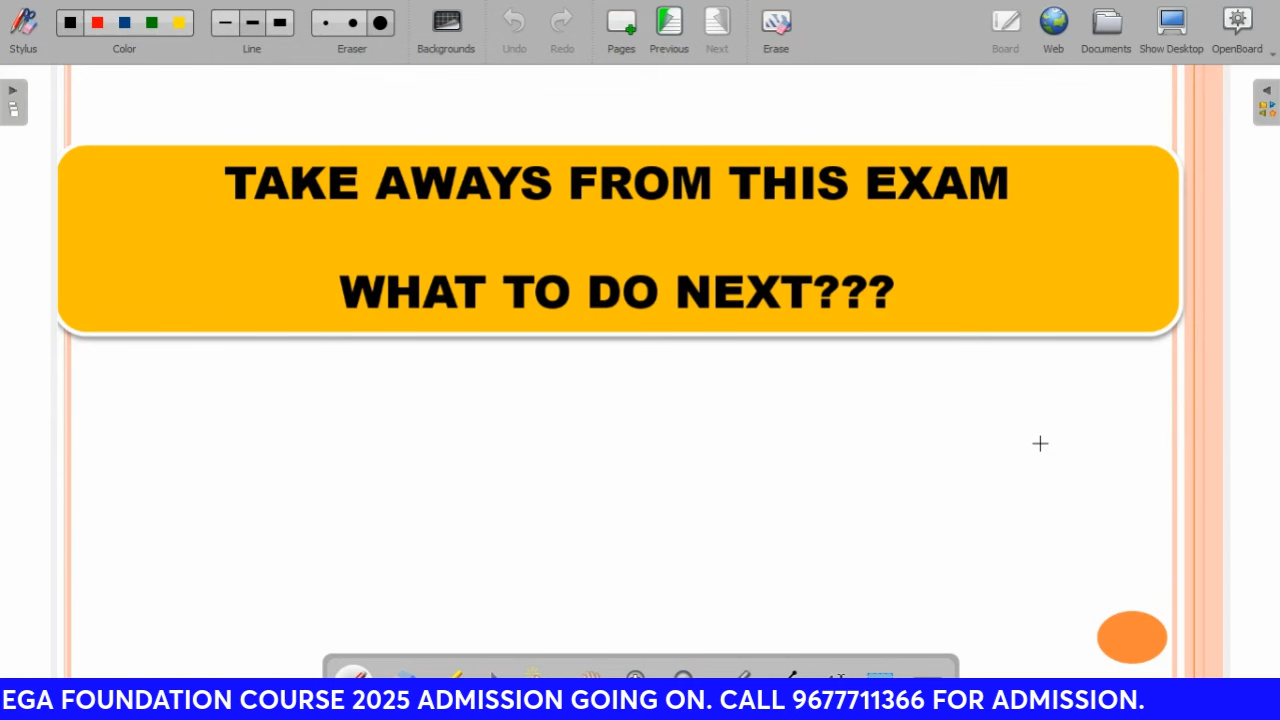 Stylus
Color
Line
Eraser
Backgrounds
Undo
Redo
Pages
Previous
Next
Erase
Board
Web
Documents
Show Desktop
OpenBoard
TAKE AWAYS FROM THIS EXAM
WHAT TO DO NEXT???
EGA FOUNDATION COURSE 2025 ADMISSION GOING ON. CALL 9677711366 FOR ADMISSION.